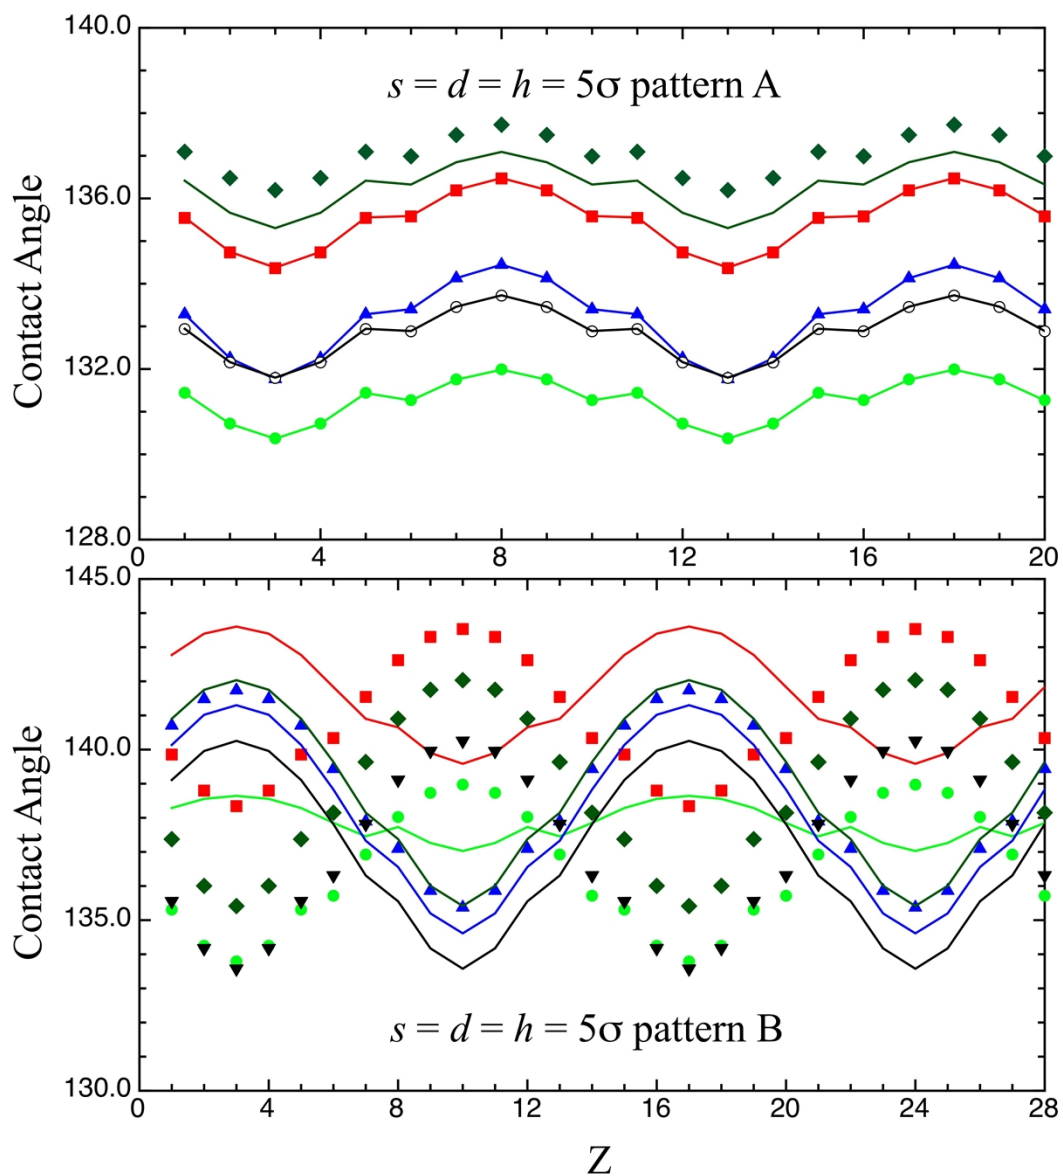 140.0
s = d = h = 5σ pattern A
136.0
Contact Angle
132.0
128.0
0 4 8 12 16 20
145.0
140.0
Contact Angle
135.0
s = d = h = 5σ pattern B
130.0
0 4 8 12 16 20 24 28
Z